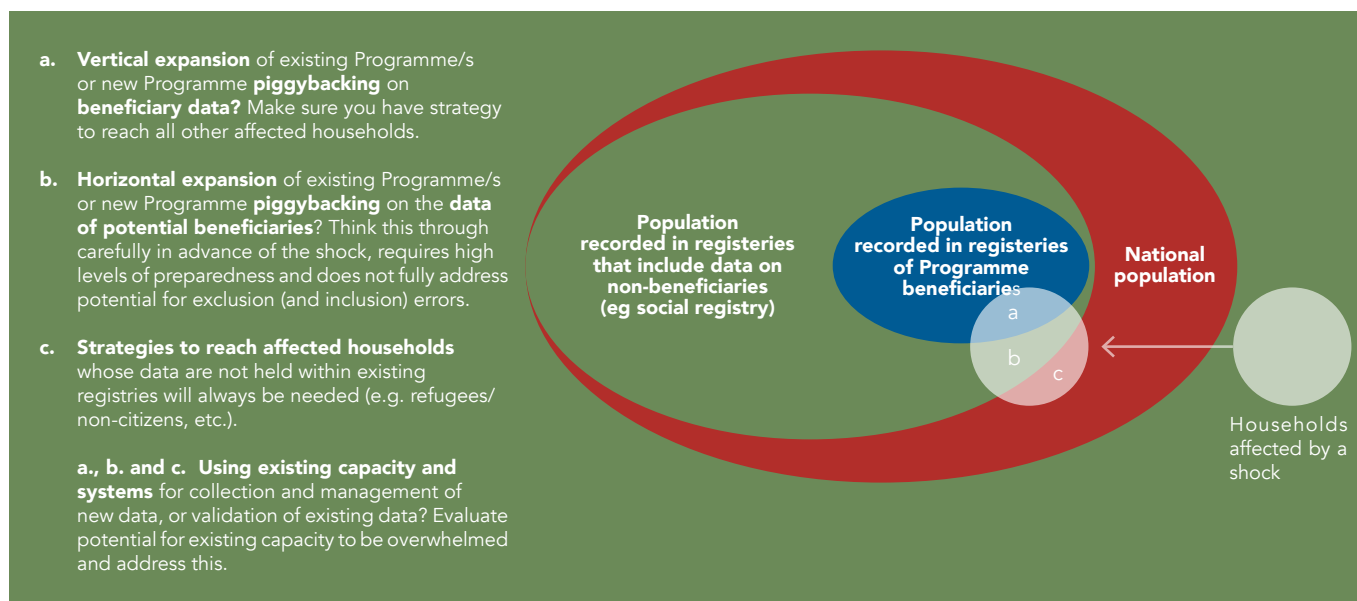 a. Vertical expansion of existing Programme/s
or new Programme piggybacking on
beneficiary data? Make sure you have strategy
to reach all other affected households.
b. Horizontal expansion of existing Programme/s
or new Programme piggybacking on the data
of potential beneficiaries? Think this through
carefully in advance of the shock, requires high
levels of preparedness and does not fully address
potential for exclusion (and inclusion) errors.
c. Strategies to reach affected households
whose data are not held within existing
registries will always be needed (e.g. refugees/
non-citizens, etc.).
a., b. and c. Using existing capacity and
systems for collection and management of
new data, or validation of existing data? Evaluate
potential for existing capacity to be overwhelmed
and address this.
Population
recorded in registeries
that include data on
non-beneficiaries
(eg social registry)
Population
recorded in registeries
of Programme
beneficiaries
a
b
c
National
population
Households
affected by a
shock